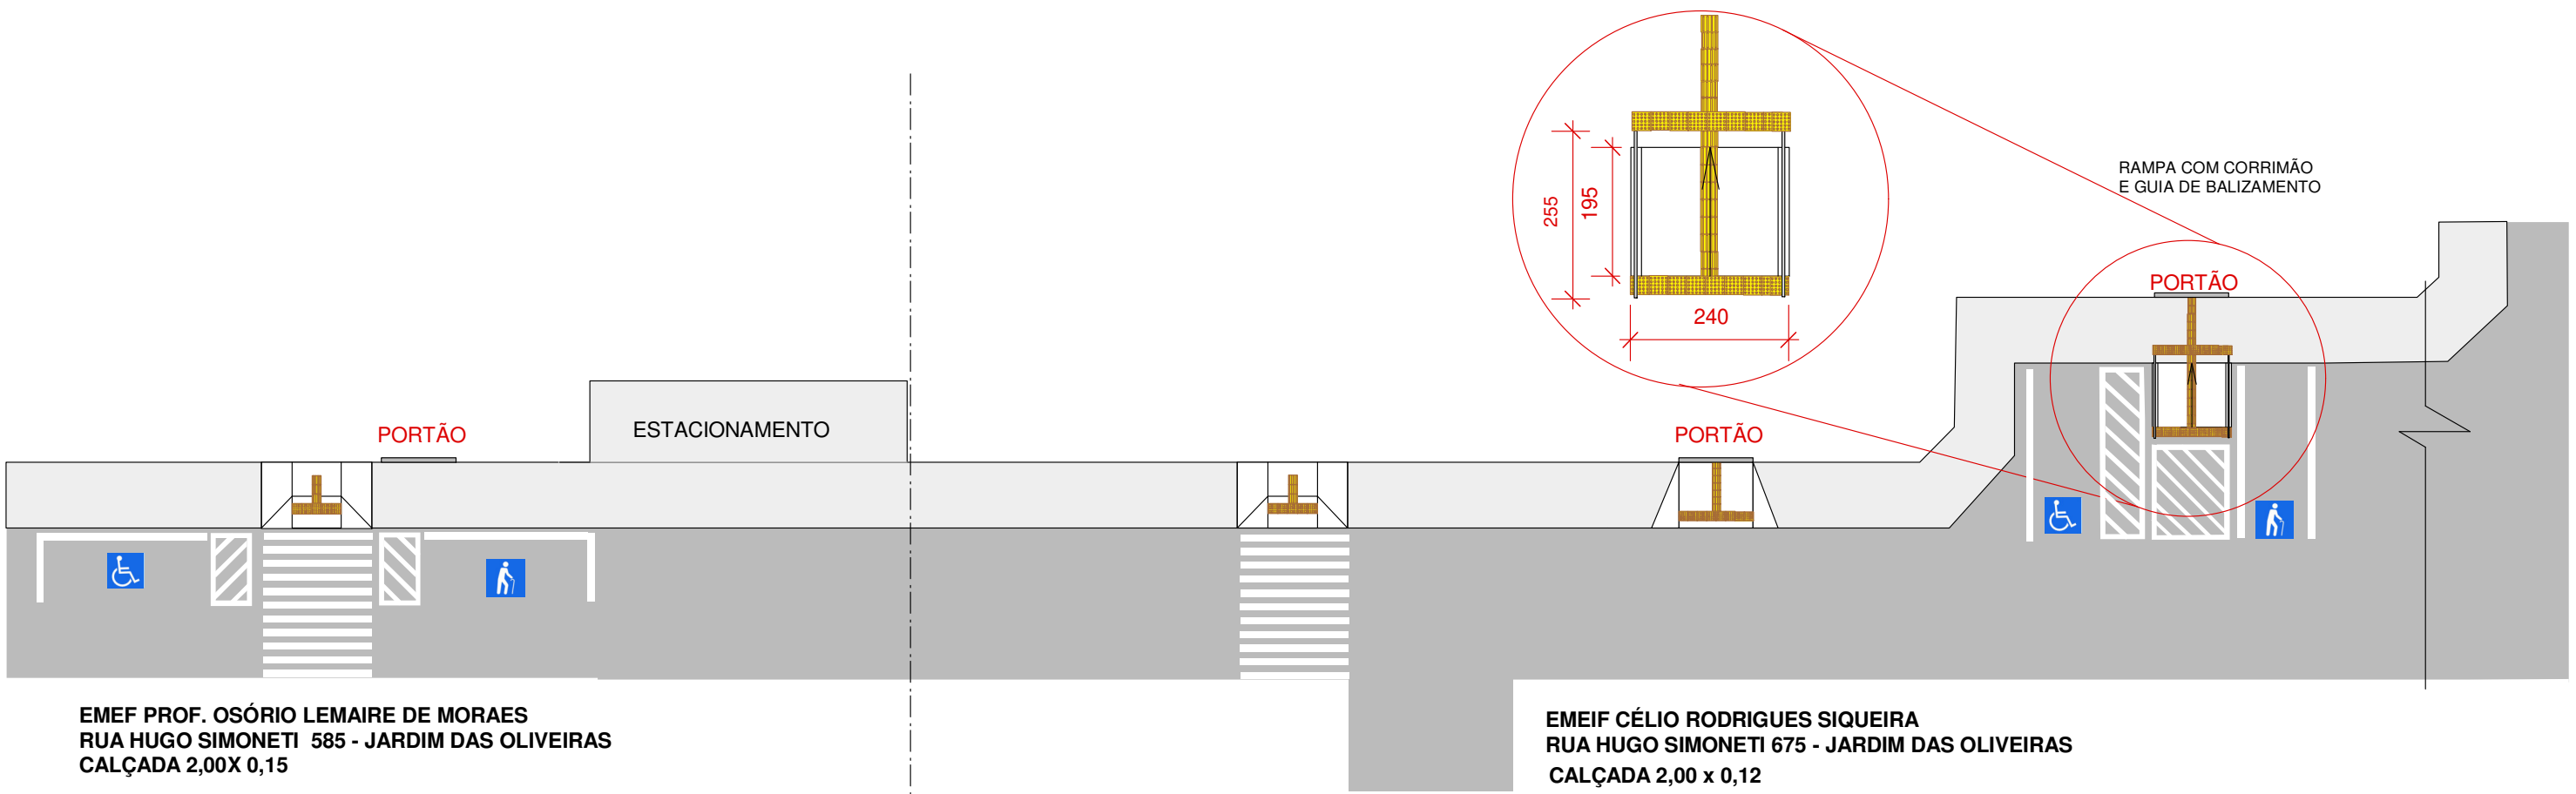 RAMPA COM CORRIMÃO
E GUIA DE BALIZAMENTO
255
195
240
PORTÃO
PORTÃO
ESTACIONAMENTO
PORTÃO
EMEF PROF. OSÓRIO LEMAIRE DE MORAES
RUA HUGO SIMONETI 585 - JARDIM DAS OLIVEIRAS
CALÇADA 2,00X 0,15
EMEIF CÉLIO RODRIGUES SIQUEIRA
RUA HUGO SIMONETI 675 - JARDIM DAS OLIVEIRAS
CALÇADA 2,00 x 0,12